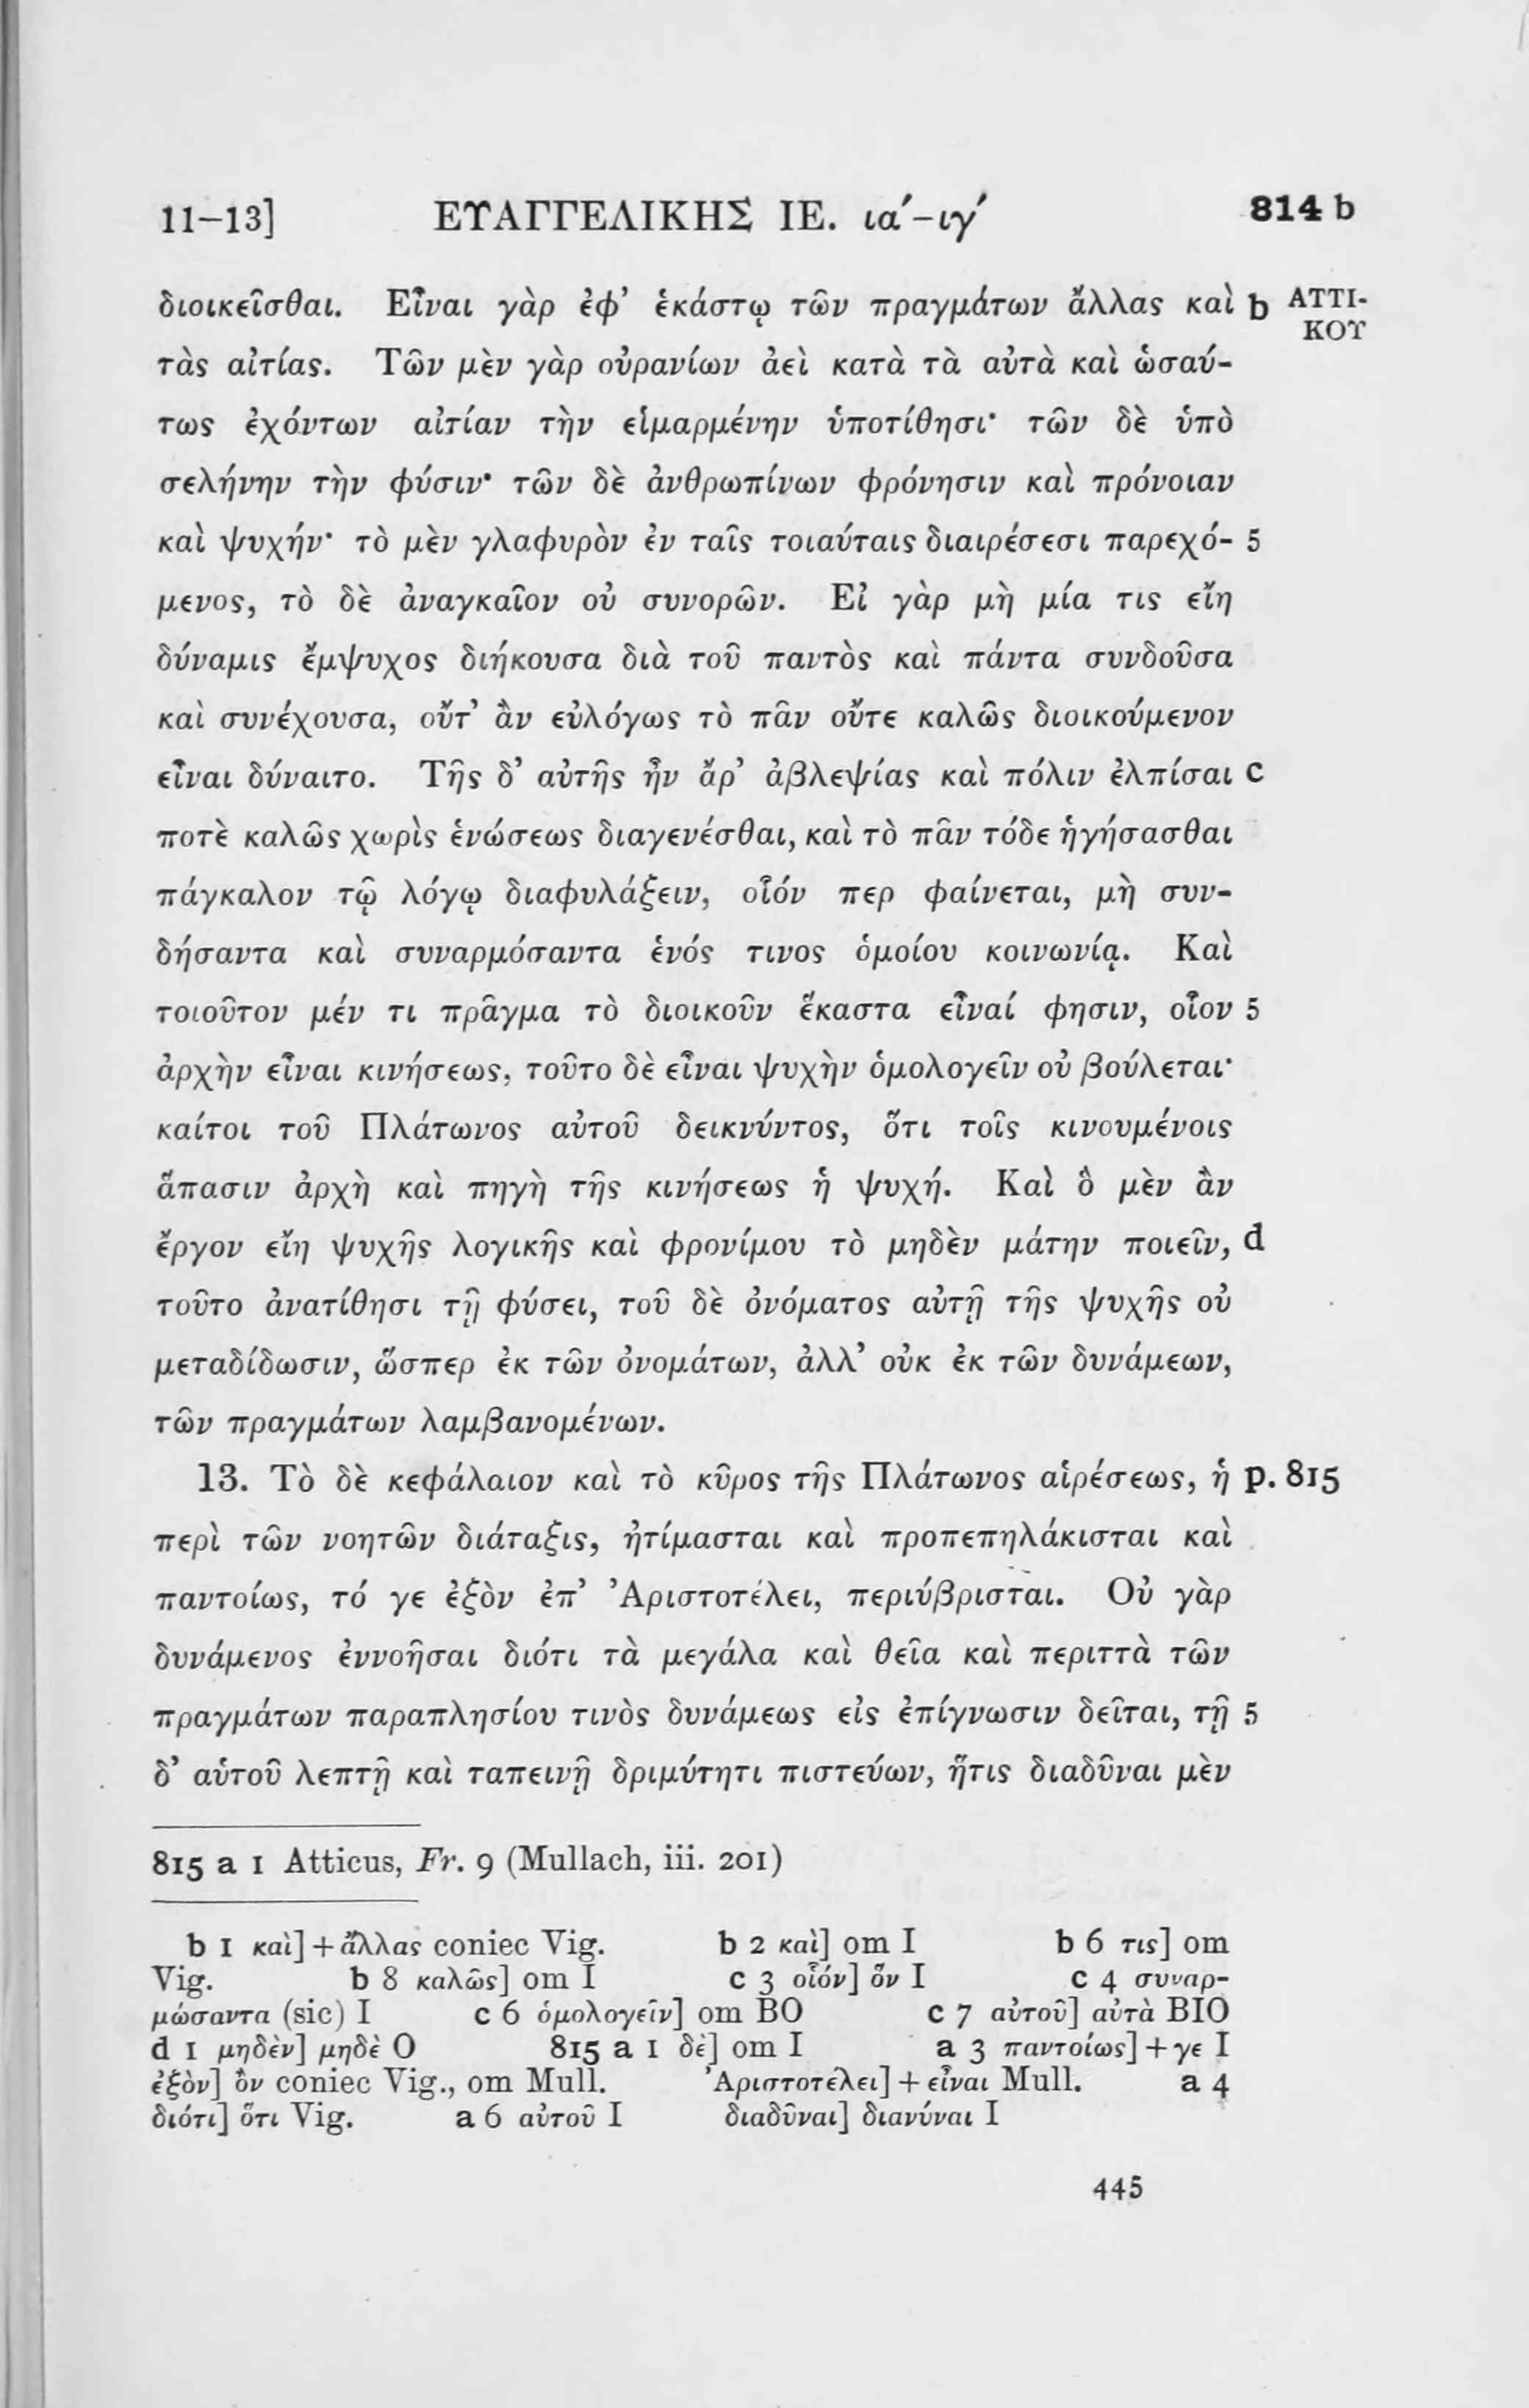 11–13] ΕΥΑΓΓΕΛΙΚΗΣ ΙΕ. ια΄–ιγ΄ 814 b
διοικεῖσθαι. Εἶναι γὰρ ἐφ’ ἑκάστῳ τῶν πραγμάτων ἄλλας καὶ b ΑΤΤΙ-
ΚΟΥ
τὰς αἰτίας. Τῶν μὲν γὰρ οὐρανίων ἀεὶ κατὰ τὰ αὐτὰ καὶ ὡσαύ-
τως ἐχόντων αἰτίαν τὴν εἱμαρμένην ὑποτίθησι· τῶν δὲ ὑπὸ
σελήνην τὴν φύσιν· τῶν δὲ ἀνθρωπίνων φρόνησιν καὶ πρόνοιαν
καὶ ψυχήν· τὸ μὲν γλαφυρὸν ἐν ταῖς τοιαύταις διαιρέσεσι παρεχό- 5
μενος, τὸ δὲ ἀναγκαῖον οὐ συνορῶν. Εἰ γὰρ μὴ μία τις εἴη
δύναμις ἔμψυχος διήκουσα διὰ τοῦ παντὸς καὶ πάντα συνδοῦσα
καὶ συνέχουσα, οὔτ’ ἂν εὐλόγως τὸ πᾶν οὔτε καλῶς διοικούμενον
εἶναι δύναιτο. Τῆς δ’ αὐτῆς ἦν ἄρ’ ἀβλεψίας καὶ πόλιν ἐλπίσαι c
ποτὲ καλῶς χωρὶς ἑνώσεως διαγενέσθαι, καὶ τὸ πᾶν τόδε ἡγήσασθαι
πάγκαλον τῷ λόγῳ διαφυλάξειν, οἷόν περ φαίνεται, μὴ συν-
δήσαντα καὶ συναρμόσαντα ἑνός τινος ὁμοίου κοινωνίᾳ. Καὶ
τοιοῦτον μέν τι πρᾶγμα τὸ διοικοῦν ἕκαστα εἶναί φησιν, οἷον 5
ἀρχὴν εἶναι κινήσεως, τοῦτο δὲ εἶναι ψυχὴν ὁμολογεῖν οὐ βούλεται·
καίτοι τοῦ Πλάτωνος αὐτοῦ δεικνύντος, ὅτι τοῖς κινουμένοις
ἅπασιν ἀρχὴ καὶ πηγὴ τῆς κινήσεως ἡ ψυχή. Καὶ ὃ μὲν ἂν
ἔργον εἴη ψυχῆς λογικῆς καὶ φρονίμου τὸ μηδὲν μάτην ποιεῖν, d
τοῦτο ἀνατίθησι τῇ φύσει, τοῦ δὲ ὀνόματος αὐτῇ τῆς ψυχῆς οὐ
μεταδίδωσιν, ὥσπερ ἐκ τῶν ὀνομάτων, ἀλλ’ οὐκ ἐκ τῶν δυνάμεων,
τῶν πραγμάτων λαμβανομένων.
13. Τὸ δὲ κεφάλαιον καὶ τὸ κῦρος τῆς Πλάτωνος αἱρέσεως, ἡ p. 815
περὶ τῶν νοητῶν διάταξις, ἠτίμασται καὶ προπεπηλάκισται καὶ
παντοίως, τό γε ἐξὸν ἐπ’ Ἀριστοτέλει, περιύβρισται. Οὐ γὰρ
δυνάμενος ἐννοῆσαι διότι τὰ μεγάλα καὶ θεῖα καὶ περιττὰ τῶν
πραγμάτων παραπλησίου τινὸς δυνάμεως εἰς ἐπίγνωσιν δεῖται, τῇ 5
δ’ αὑτοῦ λεπτῇ καὶ ταπεινῇ δριμύτητι πιστεύων, ἥτις διαδῦναι μὲν
815 a 1 Atticus, Fr. 9 (Mullach, iii. 201)
b 1 καὶ] + ἄλλας coniec Vig. b 2 καὶ] om I b 6 τις] om
Vig. b 8 καλῶς] om I c 3 οἷόν] ὃν I c 4 συναρ-
μώσαντα (sic) I c 6 ὁμολογεῖν] om BO c 7 αὐτοῦ] αὐτὰ BIO
d 1 μηδὲν] μηδὲ O 815 a 1 δὲ] om I a 3 παντοίως] + γε I
ἐξὸν] ὂν coniec Vig., om Mull. Ἀριστοτέλει] + εἶναι Mull. a 4
διότι] ὅτι Vig. a 6 αὐτοῦ I διαδῦναι] διανύναι I
445